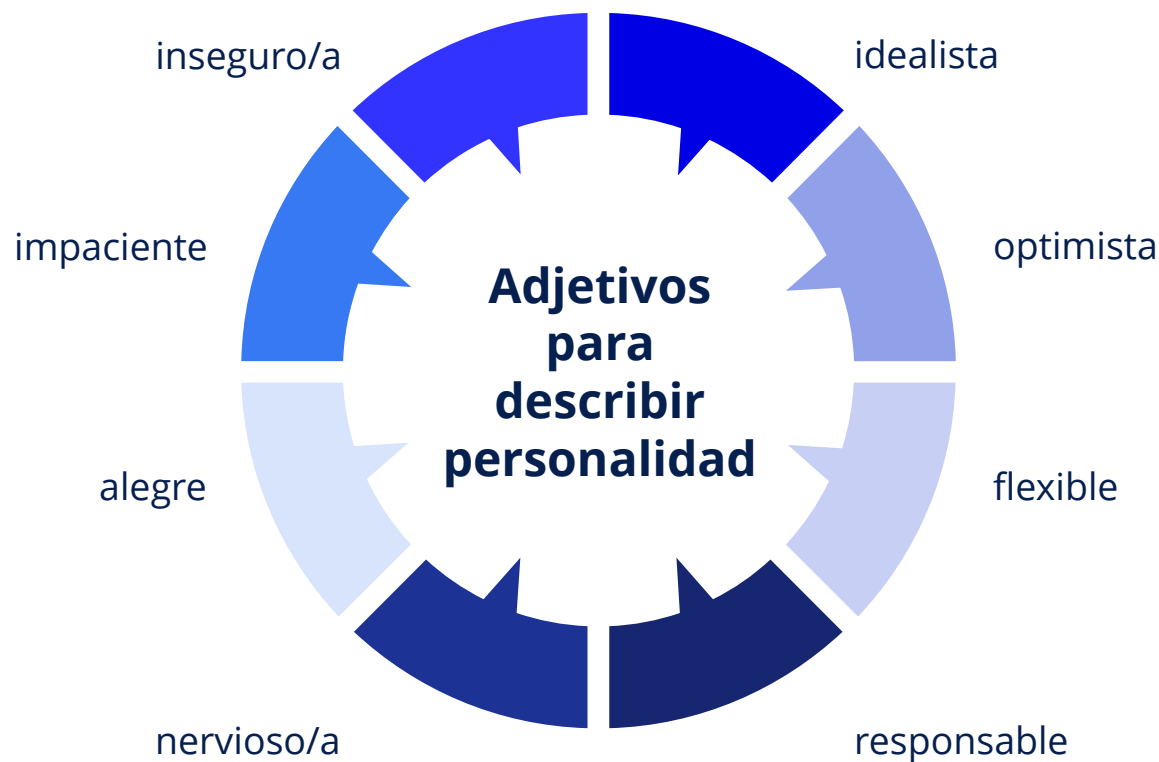 inseguro/a
idealista
impaciente
optimista
Adjetivos
para
describir
personalidad
alegre
flexible
nervioso/a
responsable